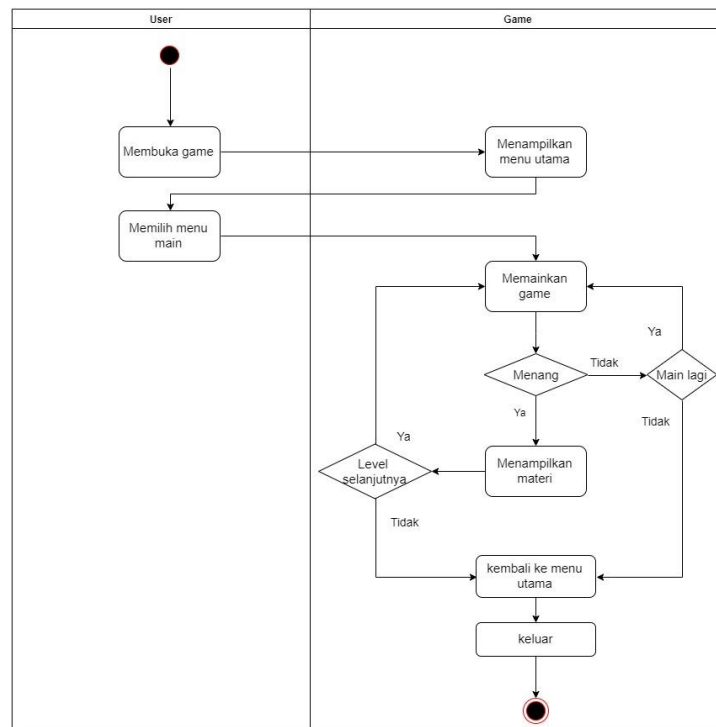 User
Game
Membuka game
Menampilkan
menu utama
Memilih menu
main
Memainkan
game
Ya
Menang
Tidak
Main lagi
Ya
Tidak
Ya
Level
selanjutnya
Menampilkan
materi
Tidak
kembali ke menu
utama
keluar